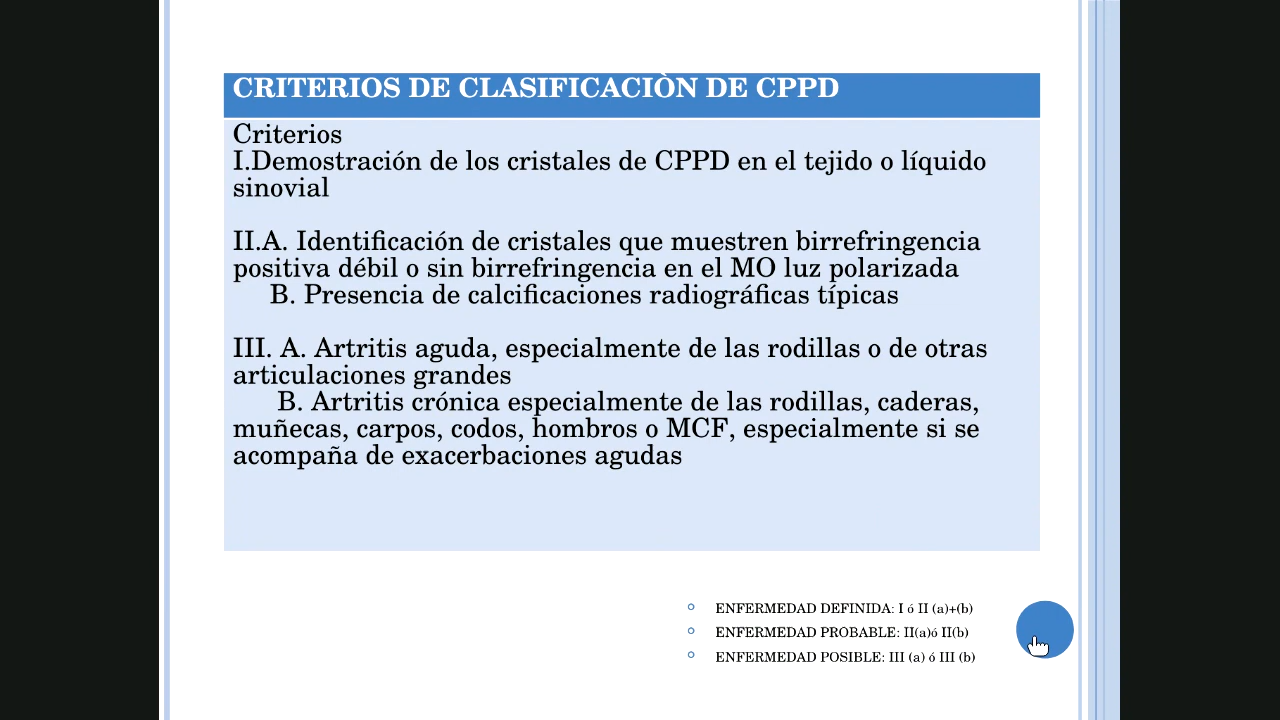 CRITERIOS DE CLASIFICACIÒN DE CPPD
Criterios
I.Demostración de los cristales de CPPD en el tejido o líquido
sinovial
II.A. Identificación de cristales que muestren birrefringencia
positiva débil o sin birrefringencia en el MO luz polarizada
B. Presencia de calcificaciones radiográficas típicas
III. A. Artritis aguda, especialmente de las rodillas o de otras
articulaciones grandes
B. Artritis crónica especialmente de las rodillas, caderas,
muñecas, carpos, codos, hombros o MCF, especialmente si se
acompaña de exacerbaciones agudas
ENFERMEDAD DEFINIDA: I ó II (a)+(b)
ENFERMEDAD PROBABLE: II(a)ó II(b)
ENFERMEDAD POSIBLE: III (a) ó III (b)